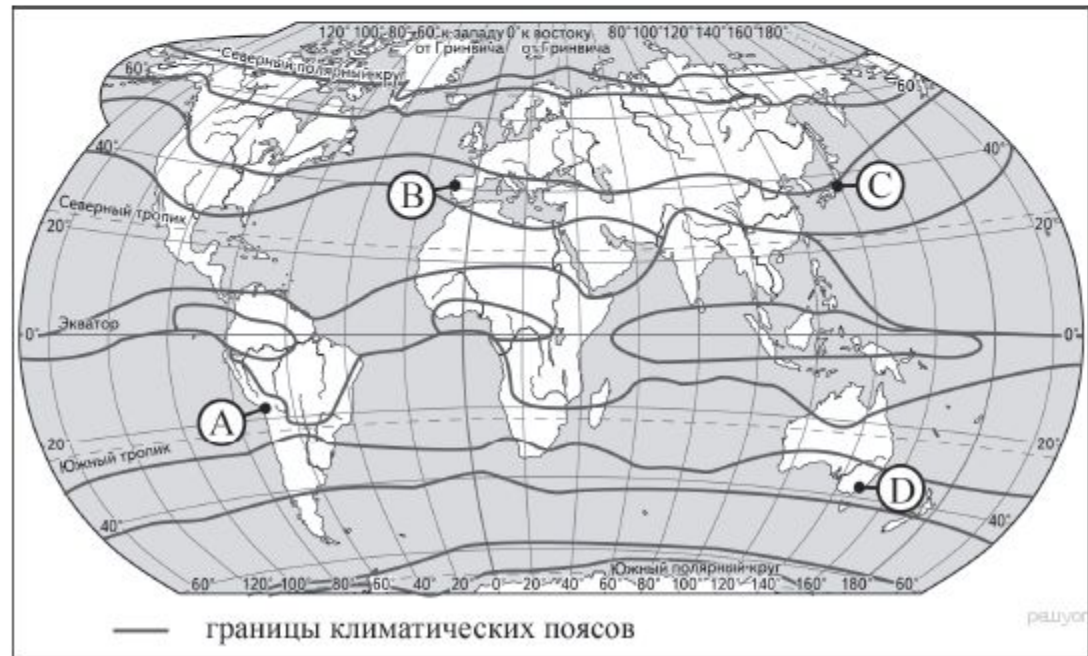 120° 100° 80° 60° к западу 0° к востоку 80° 100° 120° 140° 160° 180°
от Гринвича от Гринвича
Северный полярный круг
60° 60°
40° 40°
B C
Северный тропик
20° 20°
Экватор
0° 0°
A
20° 20°
Южный тропик
D
40° 40°
Южный полярный круг
60° 120° 100° 80° 60° 40° 20° 0° 20° 40° 60° 80° 100° 120° 140° 160° 180° 60°
границы климатических поясов